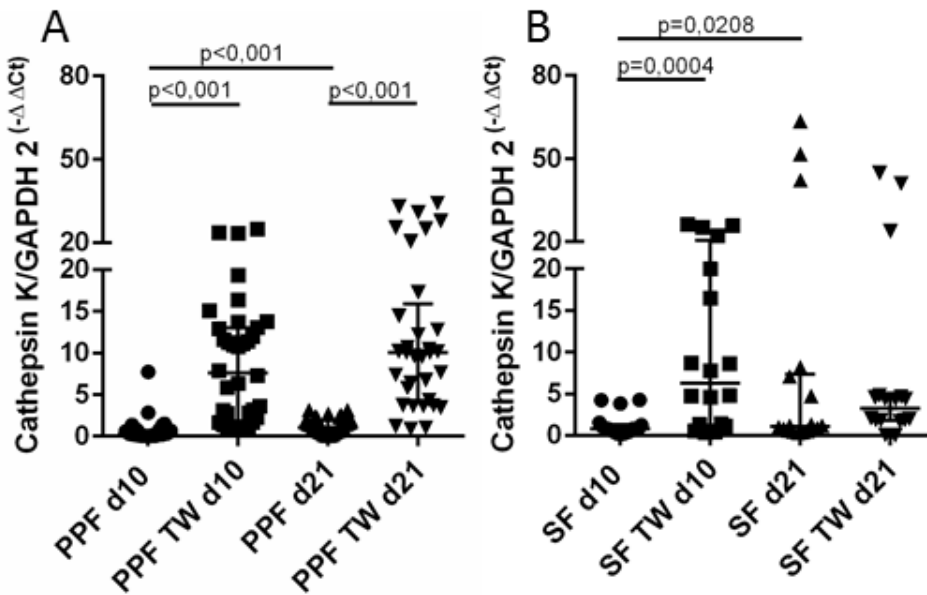 A
p<0,001
p<0,001
p<0,001
Cathepsin K/GAPDH 2^(-Δ ΔCt)
80
50
20
20
15
10
5
0
PPF d10
PPF TW d10
PPF d21
PPF TW d21
B
p=0,0208
p=0,0004
Cathepsin K/GAPDH 2^(-Δ ΔCt)
80
50
20
20
15
10
5
0
SF d10
SF TW d10
SF d21
SF TW d21